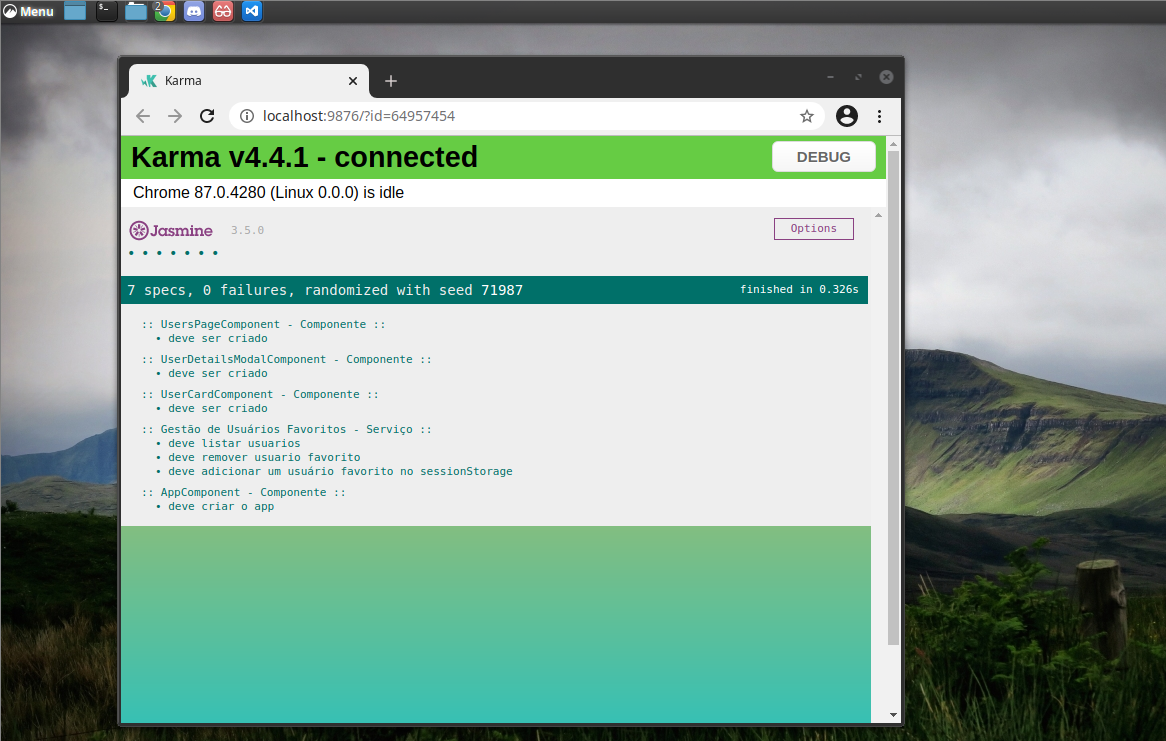 Menu
$_
2
Karma
localhost:9876/?id=64957454
Karma v4.4.1 - connected
DEBUG
Chrome 87.0.4280 (Linux 0.0.0) is idle
Jasmine 3.5.0
Options
• • • • • • •
7 specs, 0 failures, randomized with seed 71987
finished in 0.326s
:: UsersPageComponent - Componente ::
• deve ser criado
:: UserDetailsModalComponent - Componente ::
• deve ser criado
:: UserCardComponent - Componente ::
• deve ser criado
:: Gestão de Usuários Favoritos - Serviço ::
• deve listar usuarios
• deve remover usuario favorito
• deve adicionar um usuário favorito no sessionStorage
:: AppComponent - Componente ::
• deve criar o app